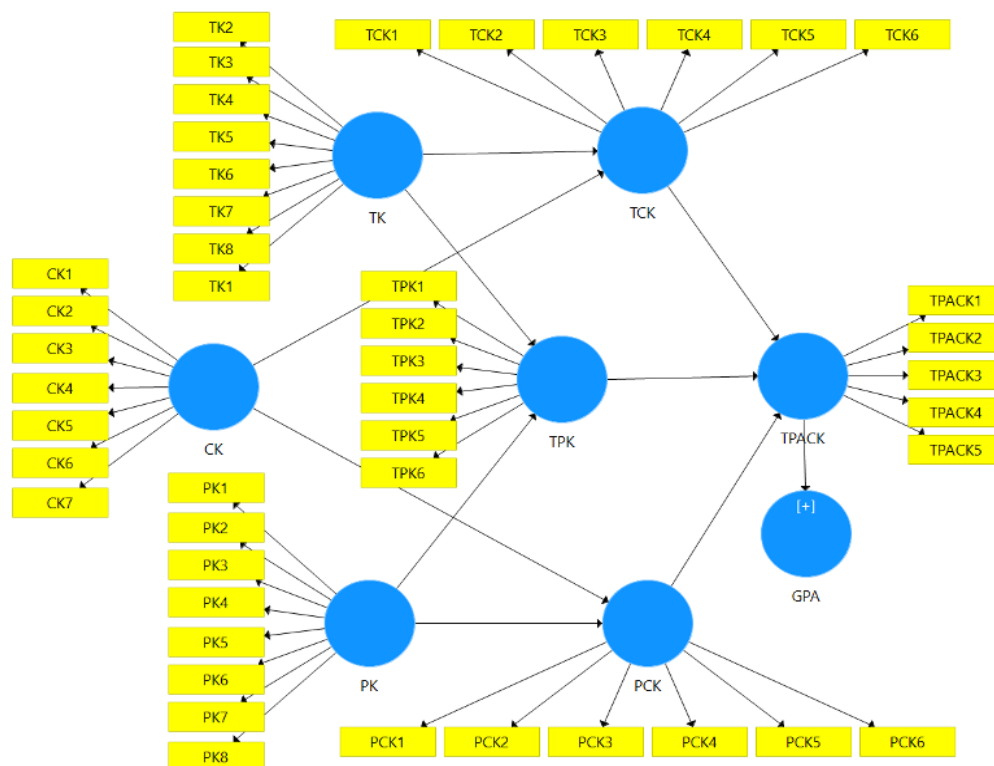 TK2
TK3
TK4
TK5
TK6
TK7
TK8
TK1
TK
TCK1
TCK2
TCK3
TCK4
TCK5
TCK6
TCK
CK1
CK2
CK3
CK4
CK5
CK6
CK7
CK
TPK1
TPK2
TPK3
TPK4
TPK5
TPK6
TPK
TPACK1
TPACK2
TPACK3
TPACK4
TPACK5
TPACK
[+]
GPA
PK1
PK2
PK3
PK4
PK5
PK6
PK7
PK8
PK
PCK
PCK1
PCK2
PCK3
PCK4
PCK5
PCK6